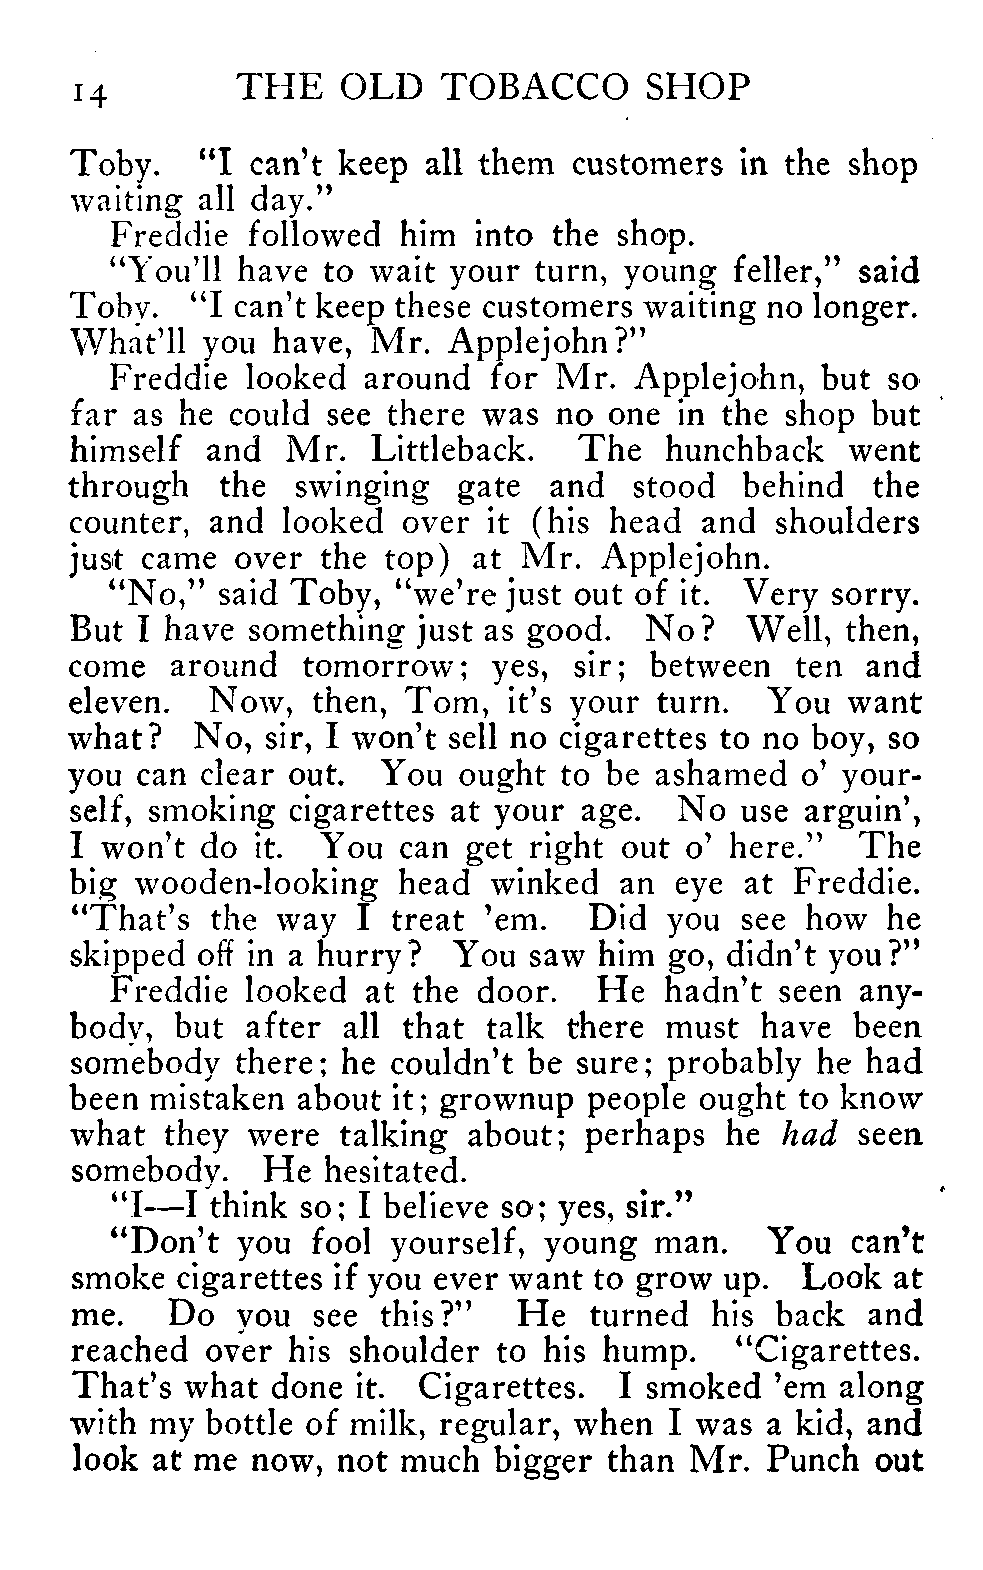 14 THE OLD TOBACCO SHOP
Toby. "I can't keep all them customers in the shop
waiting all day."
Freddie followed him into the shop.
"You'll have to wait your turn, young feller," said
Toby. "I can't keep these customers waiting no longer.
What'll you have, Mr. Applejohn?"
Freddie looked around for Mr. Applejohn, but so
far as he could see there was no one in the shop but
himself and Mr. Littleback. The hunchback went
through the swinging gate and stood behind the
counter, and looked over it (his head and shoulders
just came over the top) at Mr. Applejohn.
"No," said Toby, "we're just out of it. Very sorry.
But I have something just as good. No? Well, then,
come around tomorrow; yes, sir; between ten and
eleven. Now, then, Tom, it's your turn. You want
what? No, sir, I won't sell no cigarettes to no boy, so
you can clear out. You ought to be ashamed o' your-
self, smoking cigarettes at your age. No use arguin',
I won't do it. You can get right out o' here." The
big wooden-looking head winked an eye at Freddie.
"That's the way I treat 'em. Did you see how he
skipped off in a hurry? You saw him go, didn't you?"
Freddie looked at the door. He hadn't seen any-
body, but after all that talk there must have been
somebody there; he couldn't be sure; probably he had
been mistaken about it; grownup people ought to know
what they were talking about; perhaps he had seen
somebody. He hesitated.
"I—I think so; I believe so; yes, sir."
"Don't you fool yourself, young man. You can't
smoke cigarettes if you ever want to grow up. Look at
me. Do you see this?" He turned his back and
reached over his shoulder to his hump. "Cigarettes.
That's what done it. Cigarettes. I smoked 'em along
with my bottle of milk, regular, when I was a kid, and
look at me now, not much bigger than Mr. Punch out